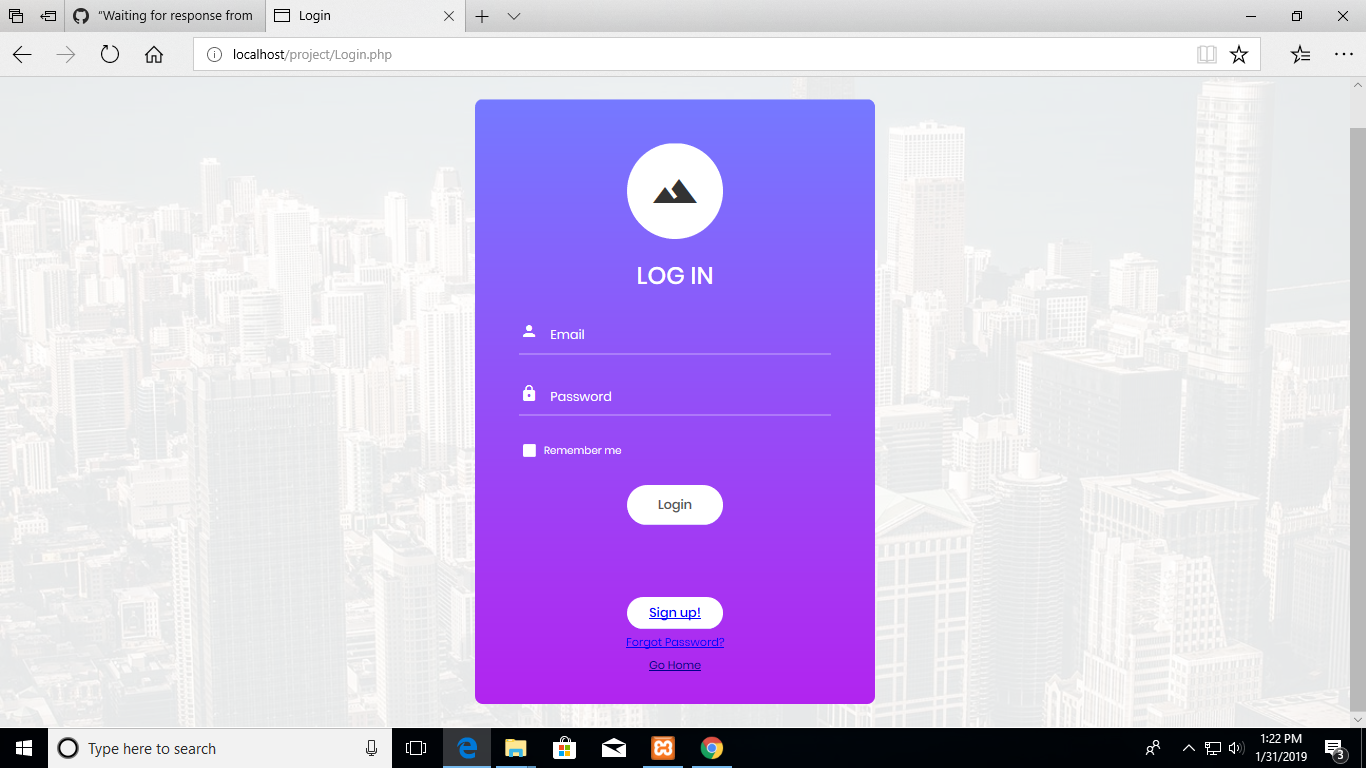 "Waiting for response from
Login
localhost/project/Login.php
LOG IN
Email
Password
Remember me
Login
Sign up!
Forgot Password?
Go Home
Type here to search
1:22 PM
1/31/2019
3